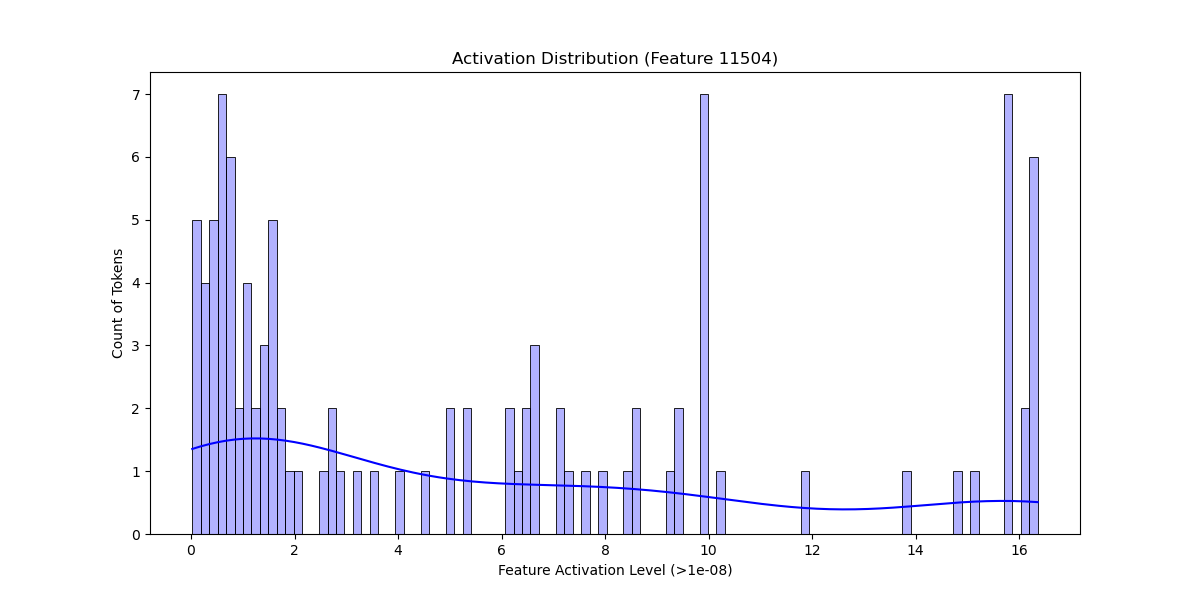 Activation Distribution (Feature 11504)
Count of Tokens
7
6
5
4
3
2
1
0
0 2 4 6 8 10 12 14 16
Feature Activation Level (>1e-08)